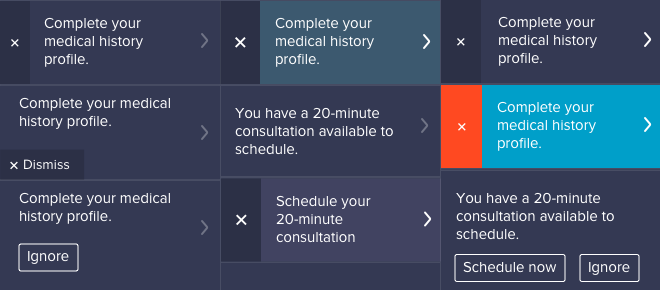 × Complete your
medical history
profile.
Complete your medical
history profile.
× Dismiss
Complete your medical
history profile.
Ignore
× Complete your
medical history
profile.
You have a 20-minute
consultation available to
schedule.
× Schedule your
20-minute
consultation
× Complete your
medical history
profile.
× Complete your
medical history
profile.
You have a 20-minute
consultation available to
schedule.
Schedule now Ignore